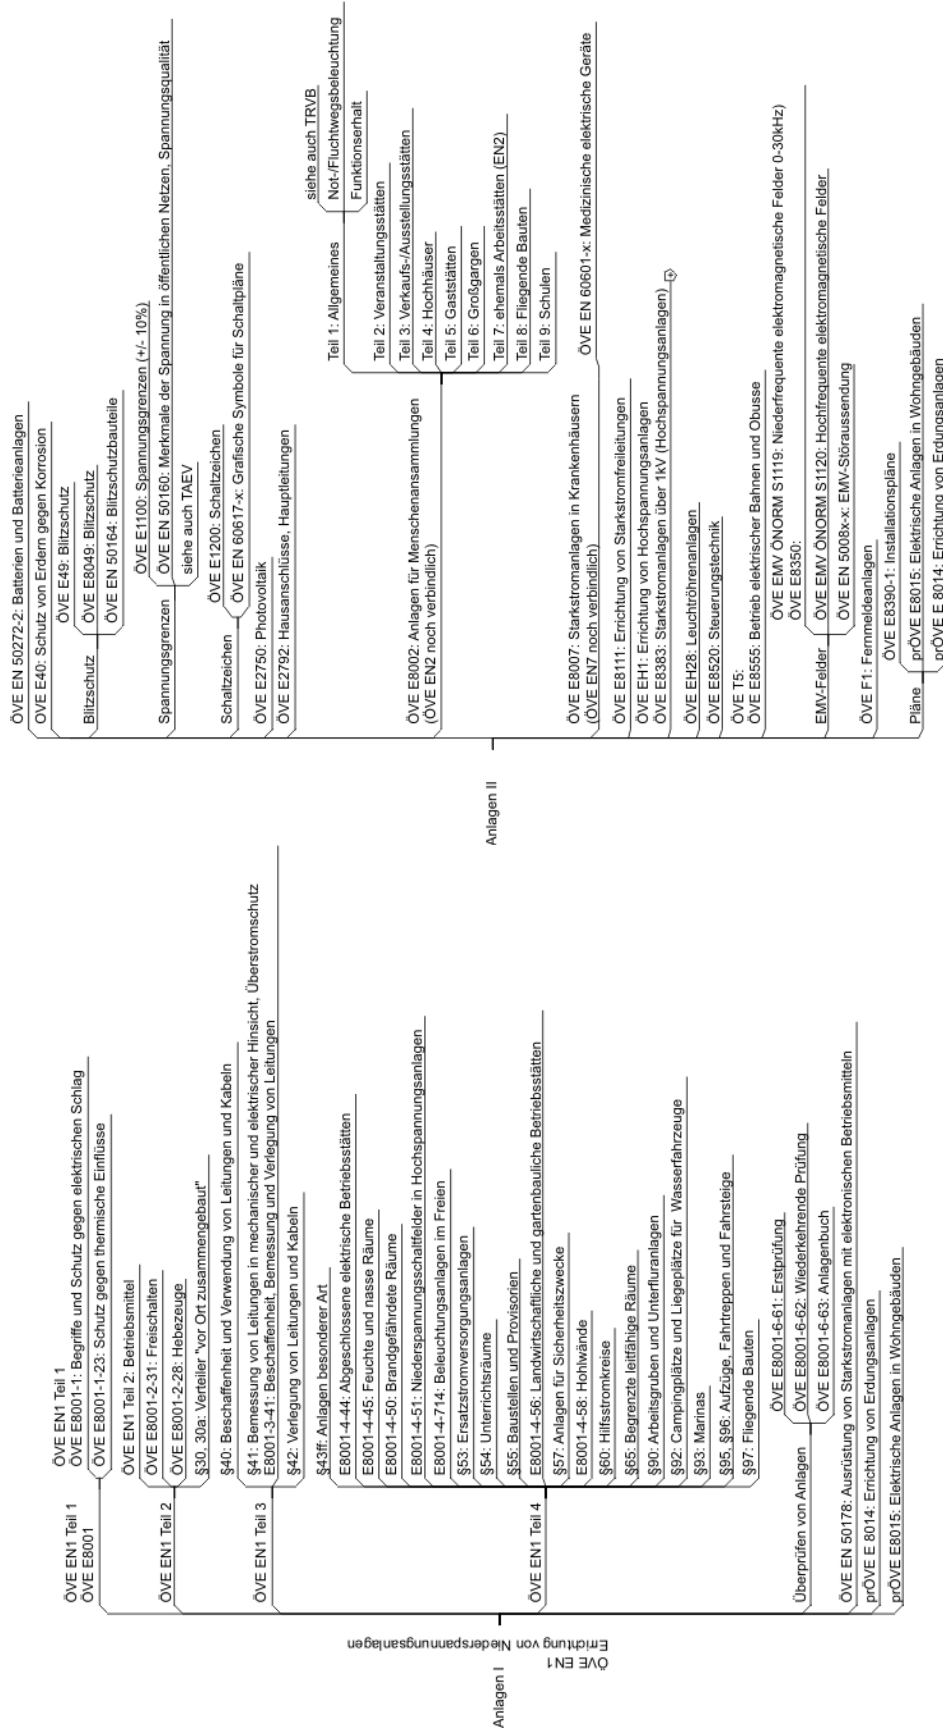 Anlagen I
ÖVE EN1
Errichtung von Niederspannungsanlagen
ÖVE EN1 Teil 1
ÖVE E8001
ÖVE EN1 Teil 1
ÖVE E8001-1: Begriffe und Schutz gegen elektrischen Schlag
ÖVE E8001-1-23: Schutz gegen thermische Einflüsse
ÖVE EN1 Teil 2
ÖVE EN1 Teil 2: Betriebsmittel
ÖVE E8001-2-31: Freischalten
ÖVE E8001-2-28: Hebezeuge
§30, 30a: Verteiler "vor Ort zusammengebaut"
ÖVE EN1 Teil 3
§40: Beschaffenheit und Verwendung von Leitungen und Kabeln
§41: Bemessung von Leitungen in mechanischer und elektrischer Hinsicht, Überstromschutz
E8001-3-41: Beschaffenheit, Bemessung und Verlegung von Leitungen
§42: Verlegung von Leitungen und Kabeln
ÖVE EN1 Teil 4
§43ff: Anlagen besonderer Art
E8001-4-44: Abgeschlossene elektrische Betriebsstätten
E8001-4-45: Feuchte und nasse Räume
E8001-4-50: Brandgefährdete Räume
E8001-4-51: Niederspannungsschaltfelder in Hochspannungsanlagen
E8001-4-714: Beleuchtungsanlagen im Freien
§53: Ersatzstromversorgungsanlagen
§54: Unterrichtsräume
§55: Baustellen und Provisorien
E8001-4-56: Landwirtschaftliche und gartenbauliche Betriebsstätten
§57: Anlagen für Sicherheitszwecke
E8001-4-58: Hohlwände
§60: Hilfsstromkreise
§65: Begrenzte leitfähige Räume
§90: Arbeitsgruben und Unterfluranlagen
§92: Campingplätze und Liegeplätze für Wasserfahrzeuge
§93: Marinas
§95, §96: Aufzüge, Fahrtreppen und Fahrsteige
§97: Fliegende Bauten
Überprüfen von Anlagen
ÖVE E8001-6-61: Erstprüfung
ÖVE E8001-6-62: Wiederkehrende Prüfung
ÖVE E8001-6-63: Anlagenbuch
ÖVE EN 50178: Ausrüstung von Starkstromanlagen mit elektronischen Betriebsmitteln
prÖVE E 8014: Errichtung von Erdungsanlagen
prÖVE E8015: Elektrische Anlagen in Wohngebäuden
Anlagen II
ÖVE EN 50272-2: Batterien und Batterieanlagen
ÖVE E40: Schutz von Erdern gegen Korrosion
Blitzschutz
ÖVE E49: Blitzschutz
ÖVE E8049: Blitzschutz
ÖVE EN 50164: Blitzschutzbauteile
Spannungsgrenzen
ÖVE E1100: Spannungsgrenzen (+/- 10%)
ÖVE EN 50160: Merkmale der Spannung in öffentlichen Netzen, Spannungsqualität
siehe auch TAEV
Schaltzeichen
ÖVE E1200: Schaltzeichen
ÖVE EN 60617-x: Grafische Symbole für Schaltpläne
ÖVE E2750: Photovoltaik
ÖVE E2792: Hausanschlüsse, Hauptleitungen
ÖVE E8002: Anlagen für Menschenansammlungen
(ÖVE EN2 noch verbindlich)
Teil 1: Allgemeines
siehe auch TRVB
Not-/Fluchtwegsbeleuchtung
Funktionserhalt
Teil 2: Veranstaltungsstätten
Teil 3: Verkaufs-/Ausstellungsstätten
Teil 4: Hochhäuser
Teil 5: Gaststätten
Teil 6: Großgargen
Teil 7: ehemals Arbeitsstätten (EN2)
Teil 8: Fliegende Bauten
Teil 9: Schulen
ÖVE E8007: Starkstromanlagen in Krankenhäusern
(ÖVE EN7 noch verbindlich)
ÖVE EN 60601-x: Medizinische elektrische Geräte
ÖVE E8111: Errichtung von Starkstromfreileitungen
ÖVE EH1: Errichtung von Hochspannungsanlagen
ÖVE E8383: Starkstromanlagen über 1kV (Hochspannungsanlagen)
ÖVE EH28: Leuchtröhrenanlagen
ÖVE E8520: Steuerungstechnik
ÖVE T5:
ÖVE E8555: Betrieb elektrischer Bahnen und Obusse
EMV-Felder
ÖVE EMV ÖNORM S1119: Niederfrequente elektromagnetische Felder 0-30kHz)
ÖVE E8350:
ÖVE EMV ÖNORM S1120: Hochfrequente elektromagnetische Felder
ÖVE EN 5008x-x: EMV-Störaussendung
ÖVE F1: Fernmeldeanlagen
Pläne
ÖVE E8390-1: Installationspläne
prÖVE E8015: Elektrische Anlagen in Wohngebäuden
prÖVE E 8014: Errichtung von Erdungsanlagen